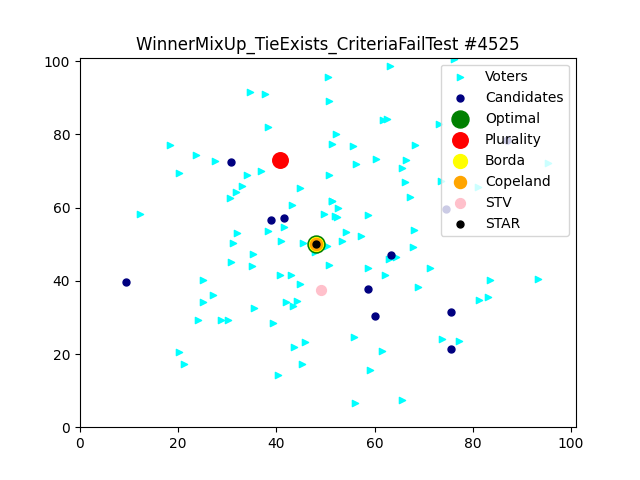 WinnerMixUp_TieExists_CriteriaFailTest #4525
100
80
60
40
20
0
0 20 40 60 80 100
Voters
Candidates
Optimal
Plurality
Borda
Copeland
STV
STAR